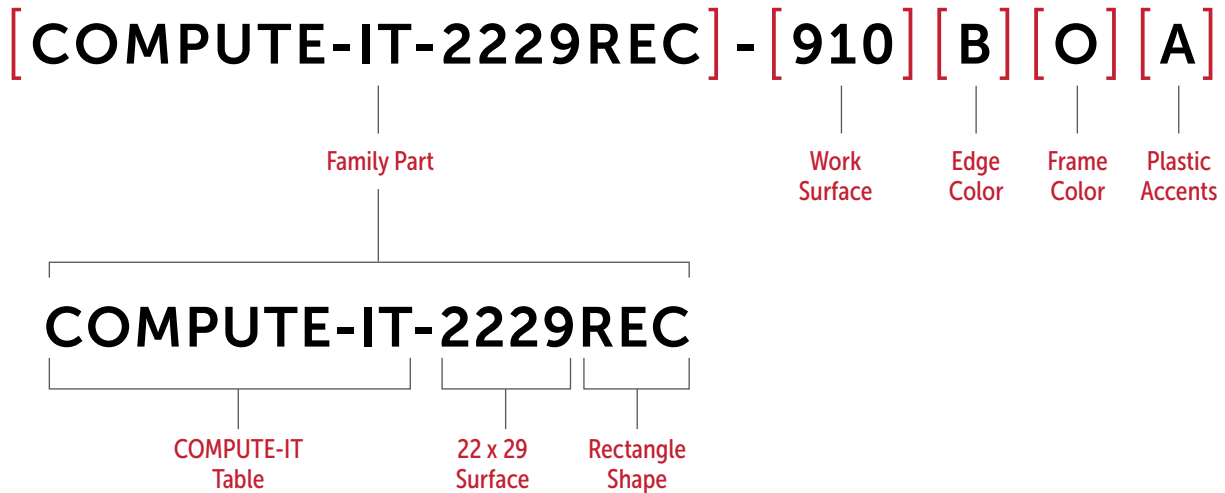 [COMPUTE-IT-2229REC] - [910] [B] [O] [A]
Family Part
Work
Surface
Edge
Color
Frame
Color
Plastic
Accents
COMPUTE-IT-2229REC
COMPUTE-IT
Table
22 x 29
Surface
Rectangle
Shape